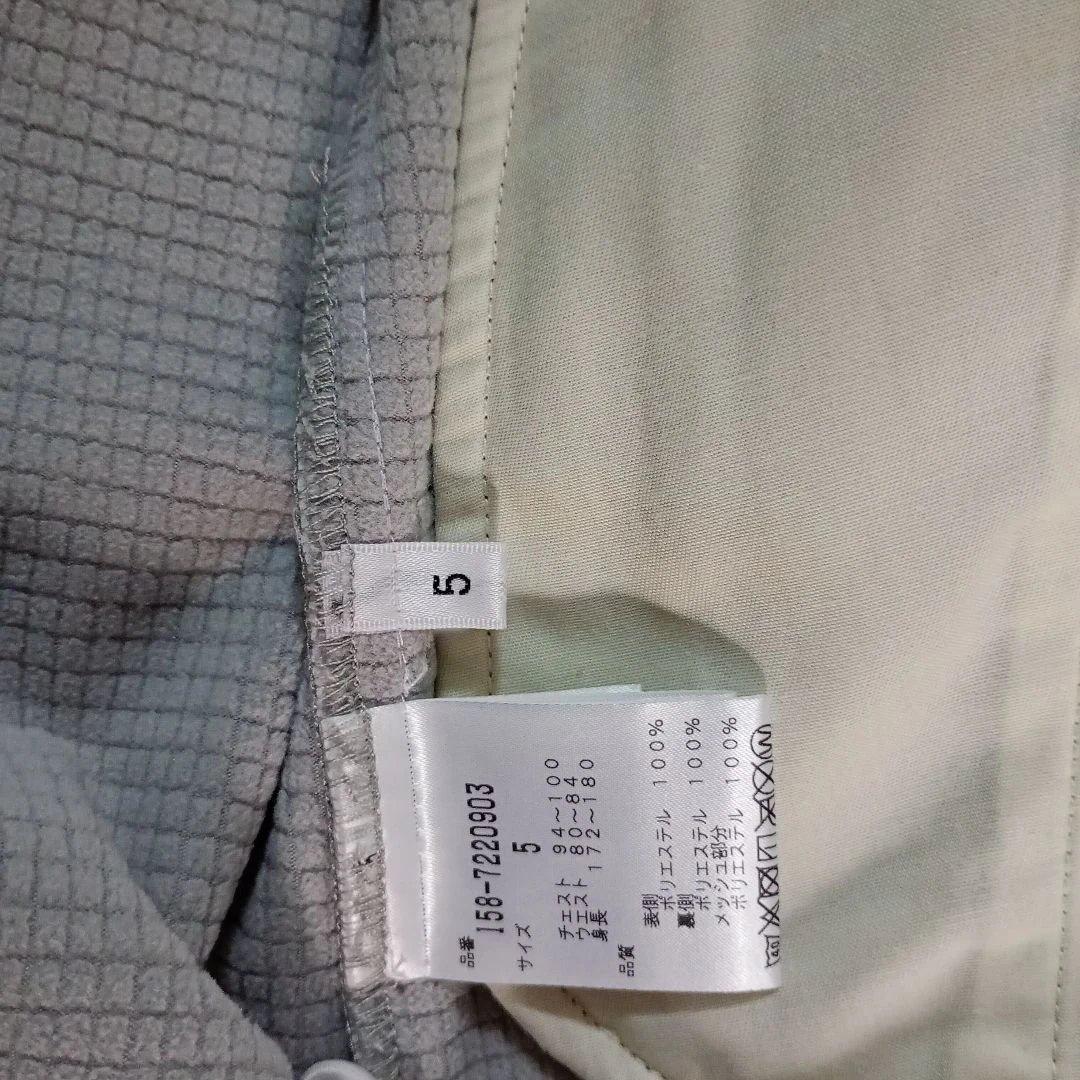 5
品番
158-7220903
サイズ 5
チェスト 94～100
ウエスト 80～84
身長 172～180
品質
表側
ポリエステル 100%
裏側
ポリエステル 100%
メッシュ部分
ポリエステル 100%
40